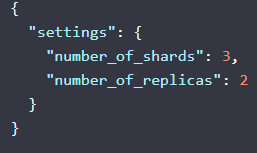 {
  "settings": {
    "number_of_shards": 3,
    "number_of_replicas": 2
  }
}